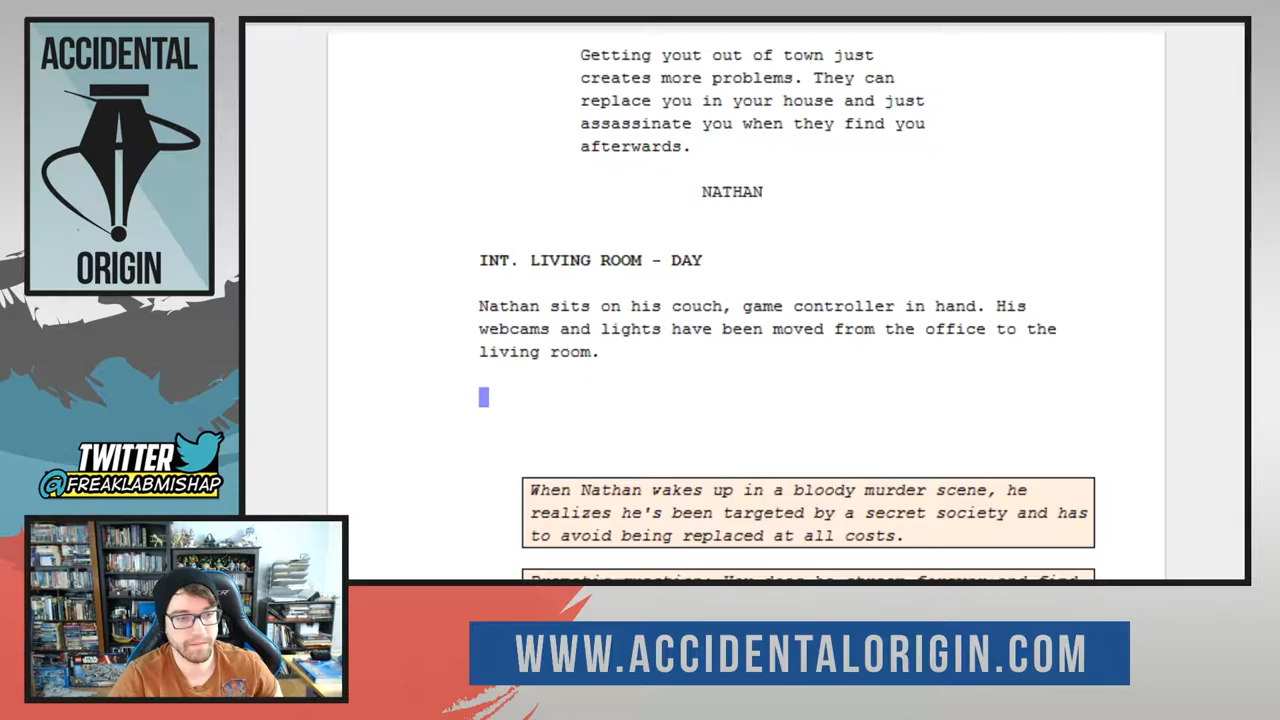 ACCIDENTAL
ORIGIN
Getting yout out of town just
creates more problems. They can
replace you in your house and just
assassinate you when they find you
afterwards.
NATHAN
INT. LIVING ROOM - DAY
Nathan sits on his couch, game controller in hand. His
webcams and lights have been moved from the office to the
living room.
When Nathan wakes up in a bloody murder scene, he
realizes he's been targeted by a secret society and has
to avoid being replaced at all costs.
TWITTER
@FREAKLABMISHAP
WWW.ACCIDENTALORIGIN.COM